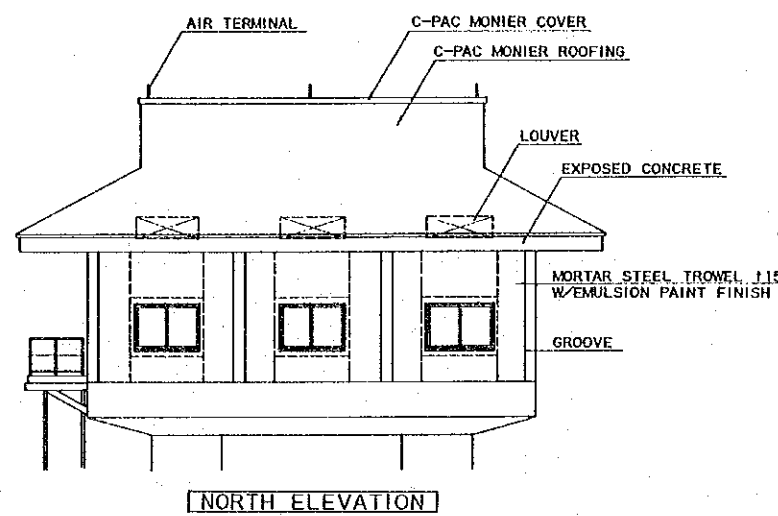 AIR TERMINAL
C-PAC MONIER COVER
C-PAC MONIER ROOFING
LOUVER
EXPOSED CONCRETE
MORTAR STEEL TROWEL t15
W/EMULSION PAINT FINISH
GROOVE
NORTH ELEVATION